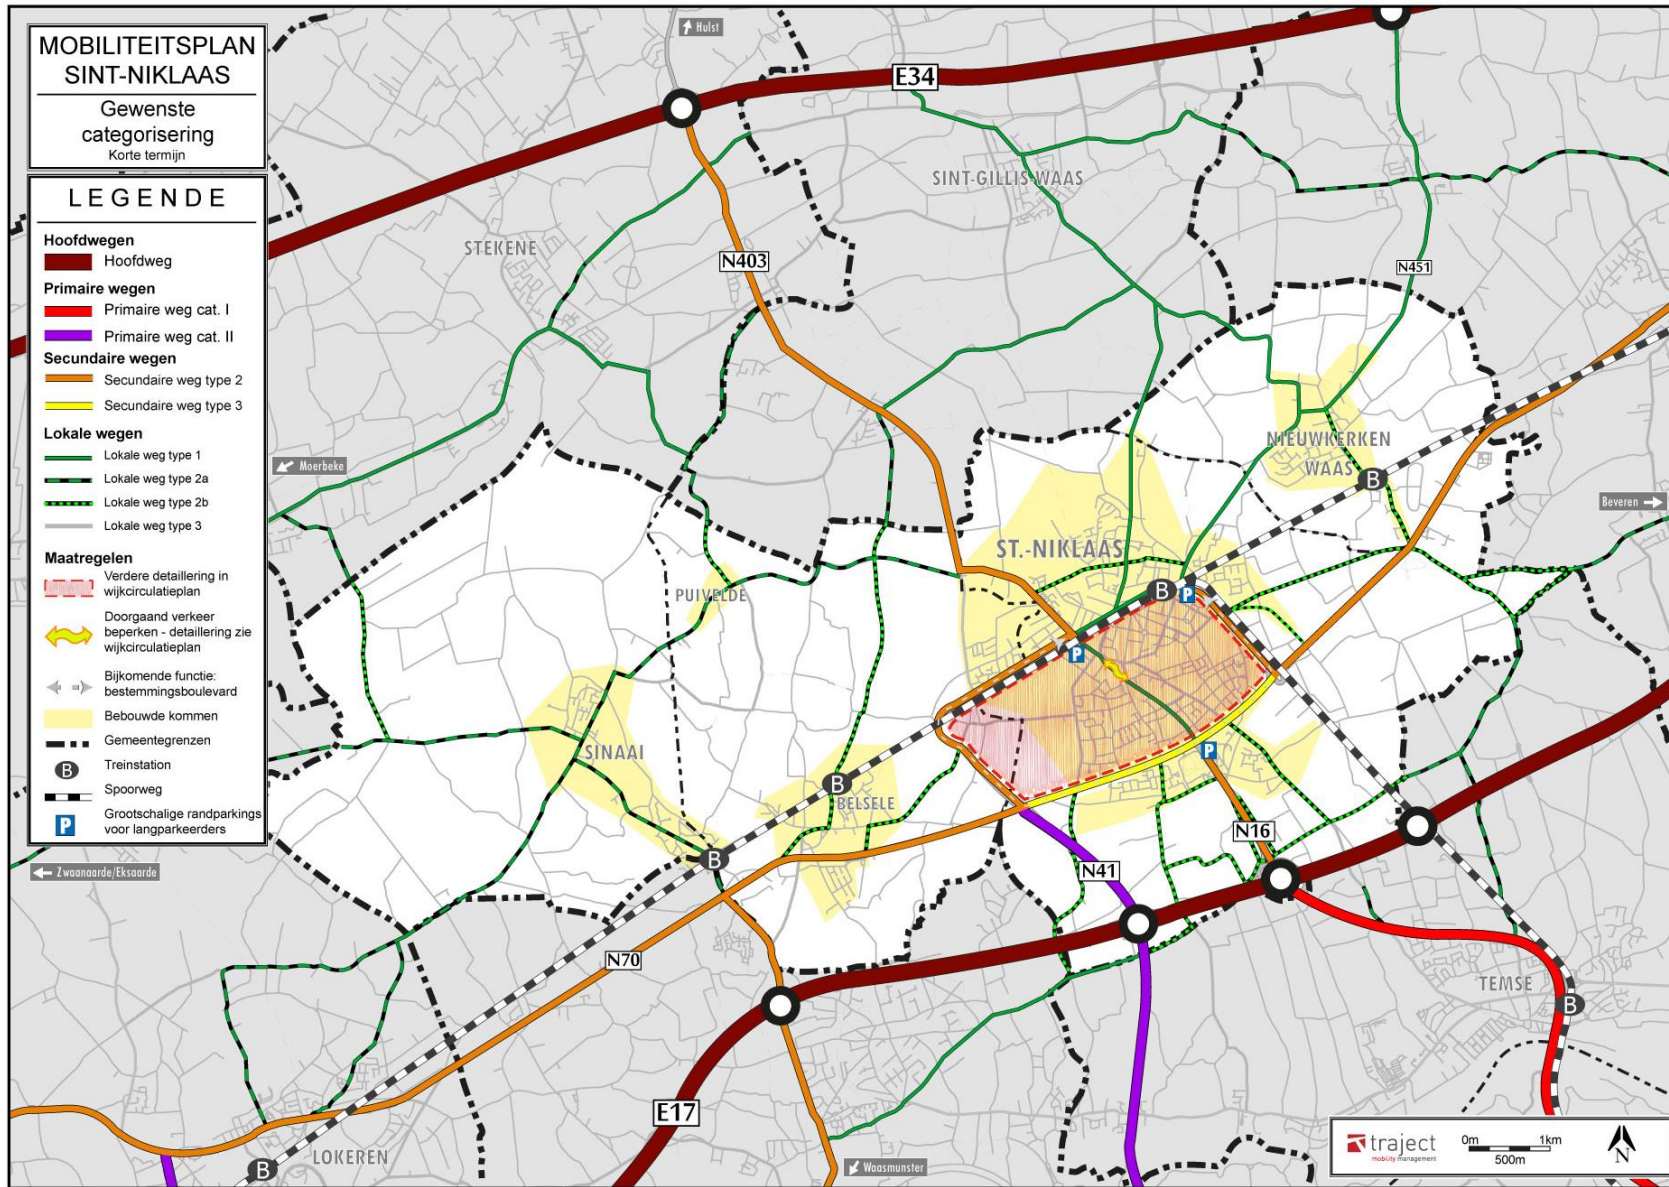 MOBILITEITSPLAN
SINT-NIKLAAS
Gewenste
categorisering
Korte termijn
LEGENDE
Hoofdwegen
Hoofdweg
Primaire wegen
Primaire weg cat. I
Primaire weg cat. II
Secundaire wegen
Secundaire weg type 2
Secundaire weg type 3
Lokale wegen
Lokale weg type 1
Lokale weg type 2a
Lokale weg type 2b
Lokale weg type 3
Maatregelen
Verdere detaillering in
wijkcirculatieplan
Doorgaand verkeer
beperken - detaillering zie
wijkcirculatieplan
Bijkomende functie:
bestemmingsboulevard
Bebouwde kommen
Gemeentegrenzen
B
Treinstation
Spoorweg
P
Grootschalige randparkings
voor langparkeerders
Hulst
E34
SINT-GILLIS-WAAS
STEKENE
N403
N451
Moerbeke
NIEUWKERKEN
WAAS
B
Beveren
ST.-NIKLAAS
PUIVELDE
B
P
P
SINAAI
P
B
BELSELE
N16
B
Zwaanaarde/Eksaarde
N41
N70
TEMSE
B
E17
LOKEREN
B
Waasmunster
traject
mobility management
0m 1km
500m
N